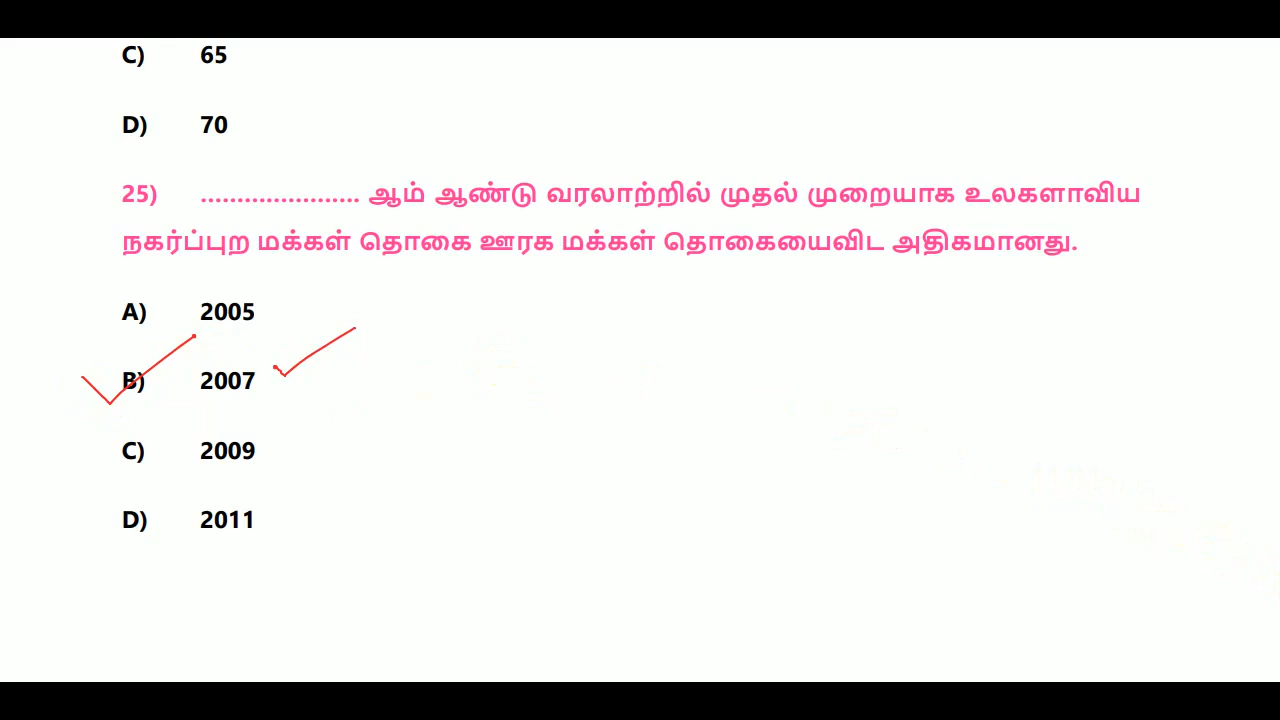 C) 65
D) 70
25) ...................... ஆம் ஆண்டு வரலாற்றில் முதல் முறையாக உலகளாவிய
நகர்ப்புற மக்கள் தொகை ஊரக மக்கள் தொகையைவிட அதிகமானது.
A) 2005
B) 2007
C) 2009
D) 2011